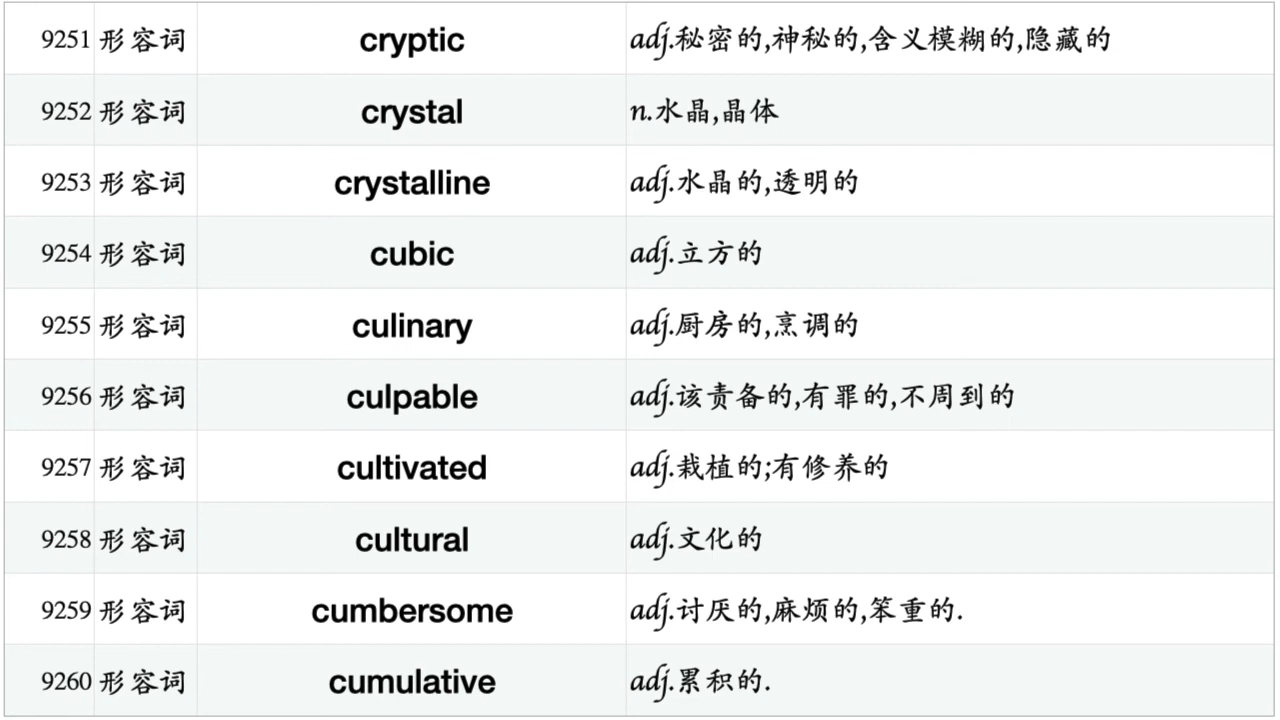 9251 形容词 cryptic adj.秘密的,神秘的,含义模糊的,隐藏的
9252 形容词 crystal n.水晶,晶体
9253 形容词 crystalline adj.水晶的,透明的
9254 形容词 cubic adj.立方的
9255 形容词 culinary adj.厨房的,烹调的
9256 形容词 culpable adj.该责备的,有罪的,不周到的
9257 形容词 cultivated adj.栽植的;有修养的
9258 形容词 cultural adj.文化的
9259 形容词 cumbersome adj.讨厌的,麻烦的,笨重的.
9260 形容词 cumulative adj.累积的.